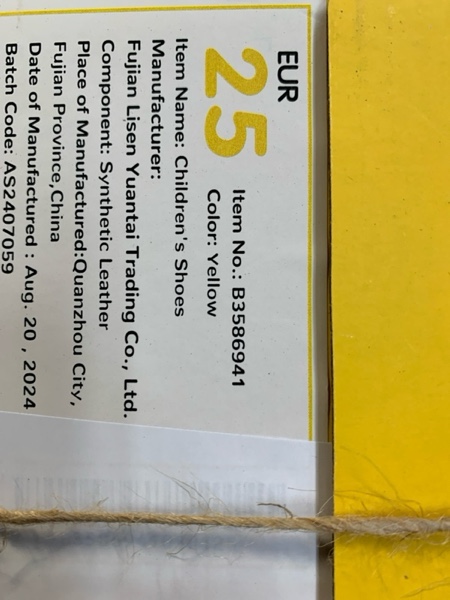 EUR
25
Item No.: B3586941
Color: Yellow
Item Name: Children's Shoes
Manufacturer:
Fujian Lisen Yuantai Trading Co., Ltd.
Component: Synthetic Leather
Place of Manufactured:Quanzhou City,
Fujian Province,China
Date of Manufactured : Aug. 20 , 2024
Batch Code: AS2407059